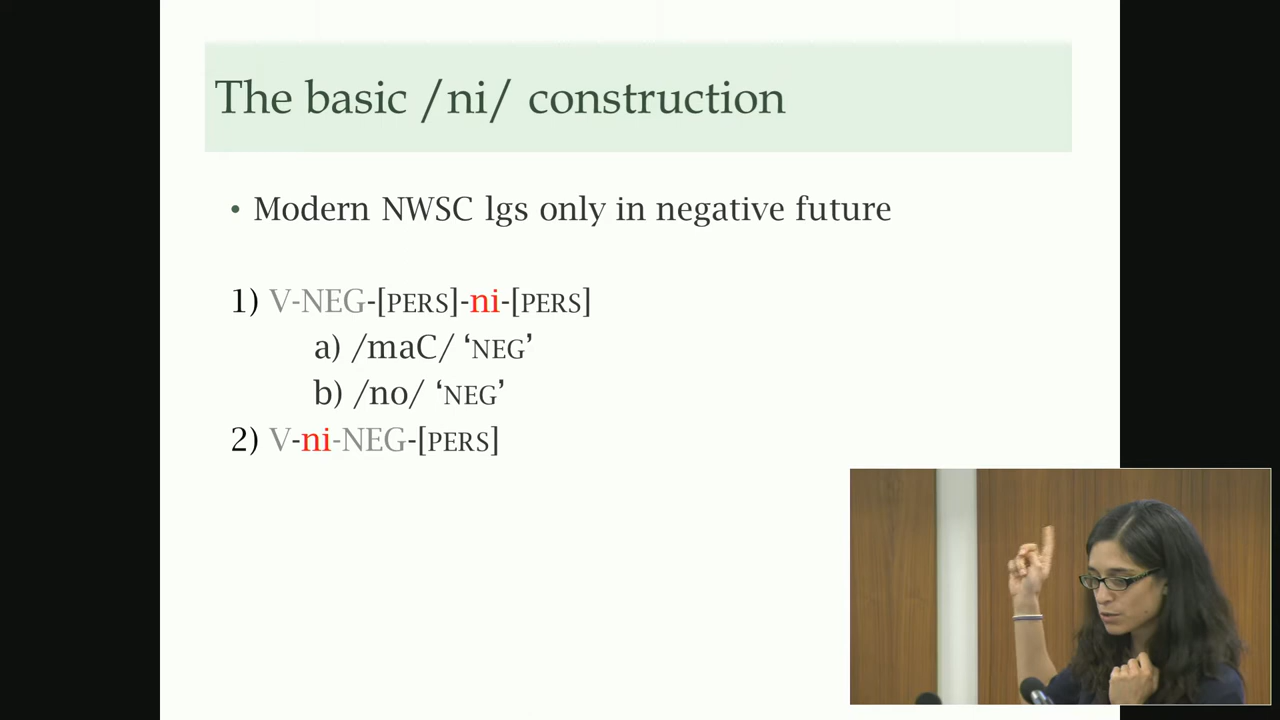 The basic /ni/ construction
• Modern NWSC lgs only in negative future
1) V-NEG-[PERS]-ni-[PERS]
a) /maC/ ‘NEG’
b) /no/ ‘NEG’
2) V-ni-NEG-[PERS]